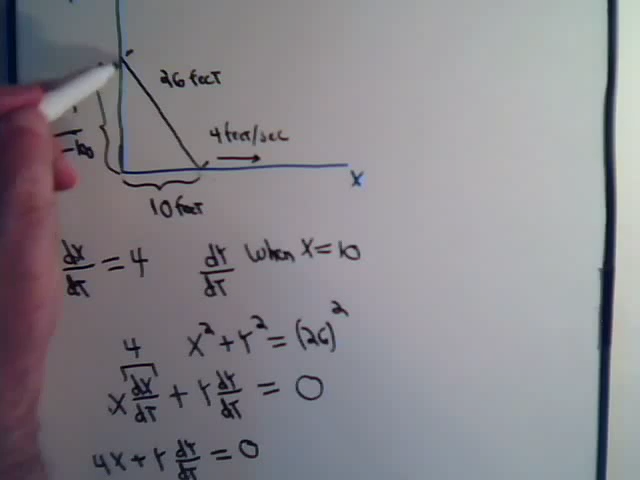 26 feet
4 feet/sec
10 feet
x
dx/dt = 4 dy/dt when x = 10
4
x² + y² = (26)²
x dx/dt + y dy/dt = 0
4x + y dy/dt = 0